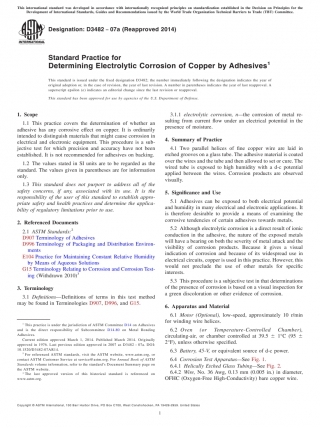 This international standard was developed in accordance with internationally recognized principles on standardization established in the Decision on Principles for the
Development of International Standards, Guides and Recommendations issued by the World Trade Organization Technical Barriers to Trade (TBT) Committee.
Designation: D3482 − 07a (Reapproved 2014)
INTERNATIONAL
Standard Practice for
Determining Electrolytic Corrosion of Copper by Adhesives1
This standard is issued under the fixed designation D3482; the number immediately following the designation indicates the year of
original adoption or, in the case of revision, the year of last revision. A number in parentheses indicates the year of last reapproval. A
superscript epsilon (ε) indicates an editorial change since the last revision or reapproval.
This standard has been approved for use by agencies of the U.S. Department of Defense.
1. Scope
1.1 This practice covers the determination of whether an
adhesive has any corrosive effect on copper. It is ordinarily
intended to distinguish materials that might cause corrosion in
electrical and electronic equipment. This procedure is a sub-
jective test for which precision and accuracy have not been
established. It is not recommended for adhesives on backing.
1.2 The values stated in SI units are to be regarded as the
standard. The values given in parentheses are for information
only.
1.3 This standard does not purport to address all of the
safety concerns, if any, associated with its use. It is the
responsibility of the user of this standard to establish appro-
priate safety and health practices and determine the applica-
bility of regulatory limitations prior to use.
2. Referenced Documents
2.1 ASTM Standards:2
D907 Terminology of Adhesives
D996 Terminology of Packaging and Distribution Environ-
ments
E104 Practice for Maintaining Constant Relative Humidity
by Means of Aqueous Solutions
G15 Terminology Relating to Corrosion and Corrosion Test-
ing (Withdrawn 2010)3
3. Terminology
3.1 Definitions—Definitions of terms in this test method
may be found in Terminologies D907, D996, and G15.
1 This practice is under the jurisdiction of ASTM Committee D14 on Adhesives
and is the direct responsibility of Subcommittee D14.80 on Metal Bonding
Adhesives.
Current edition approved March 1, 2014. Published March 2014. Originally
approved in 1976. Last previous edition approved in 2007 as D3482 – 07a. DOI:
10.1520/D3482-07AR14.
2 For referenced ASTM standards, visit the ASTM website, www.astm.org, or
contact ASTM Customer Service at service@astm.org. For Annual Book of ASTM
Standards volume information, refer to the standard's Document Summary page on
the ASTM website.
3 The last approved version of this historical standard is referenced on
www.astm.org.
3.1.1 electrolytic corrosion, n—the corrosion of metal re-
sulting from current flow under an electrical potential in the
presence of moisture.
4. Summary of Practice
4.1 Two parallel helices of fine copper wire are laid in
etched grooves on a glass tube. The adhesive material is coated
over the wires and the tube and then allowed to set or cure. The
wired tube is exposed to high humidity with a d-c potential
applied between the wires. Corrosion products are observed
visually.
5. Significance and Use
5.1 Adhesives can be exposed to both electrical potential
and humidity in many electrical and electronic applications. It
is therefore desirable to provide a means of examining the
corrosive tendencies of certain adhesives towards metals.
5.2 Although electrolytic corrosion is a direct result of ionic
conduction in the adhesive, the nature of the exposed metals
will have a bearing on both the severity of metal attack and the
visibility of corrosion products. Because it gives a visual
indication of corrosion and because of its widespread use in
electrical circuits, copper is used in this practice. However, this
would not preclude the use of other metals for specific
interests.
5.3 This procedure is a subjective test in that determinations
of the presence of corrosion is based on a visual inspection for
a green discoloration or other evidence of corrosion.
6. Apparatus and Material
6.1 Motor (Optional), low-speed, approximately 10 r/min
for winding wire helices.
6.2 Oven (or Temperature-Controlled Chamber),
circulating-air, or chamber controlled at 39.5 ± 1°C (95 ±
2°F), unless otherwise specified.
6.3 Battery, 45-V, or equivalent source of d-c power.
6.4 Corrosion Test Apparatus—See Fig. 1.
6.4.1 Helically Etched Glass Tubing—See Fig. 2.
6.4.2 Wire, No. 36 Awg, 0.13 mm (0.005 in.) in diameter,
OFHC (Oxygen-Free High-Conductivity) bare copper wire.
Copyright © ASTM International, 100 Barr Harbor Drive, PO Box C700, West Conshohocken, PA 19428-2959. United States
1